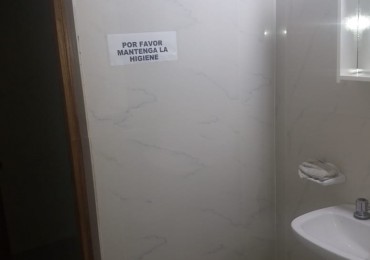 POR FAVOR
MANTENGA LA
HIGIENE